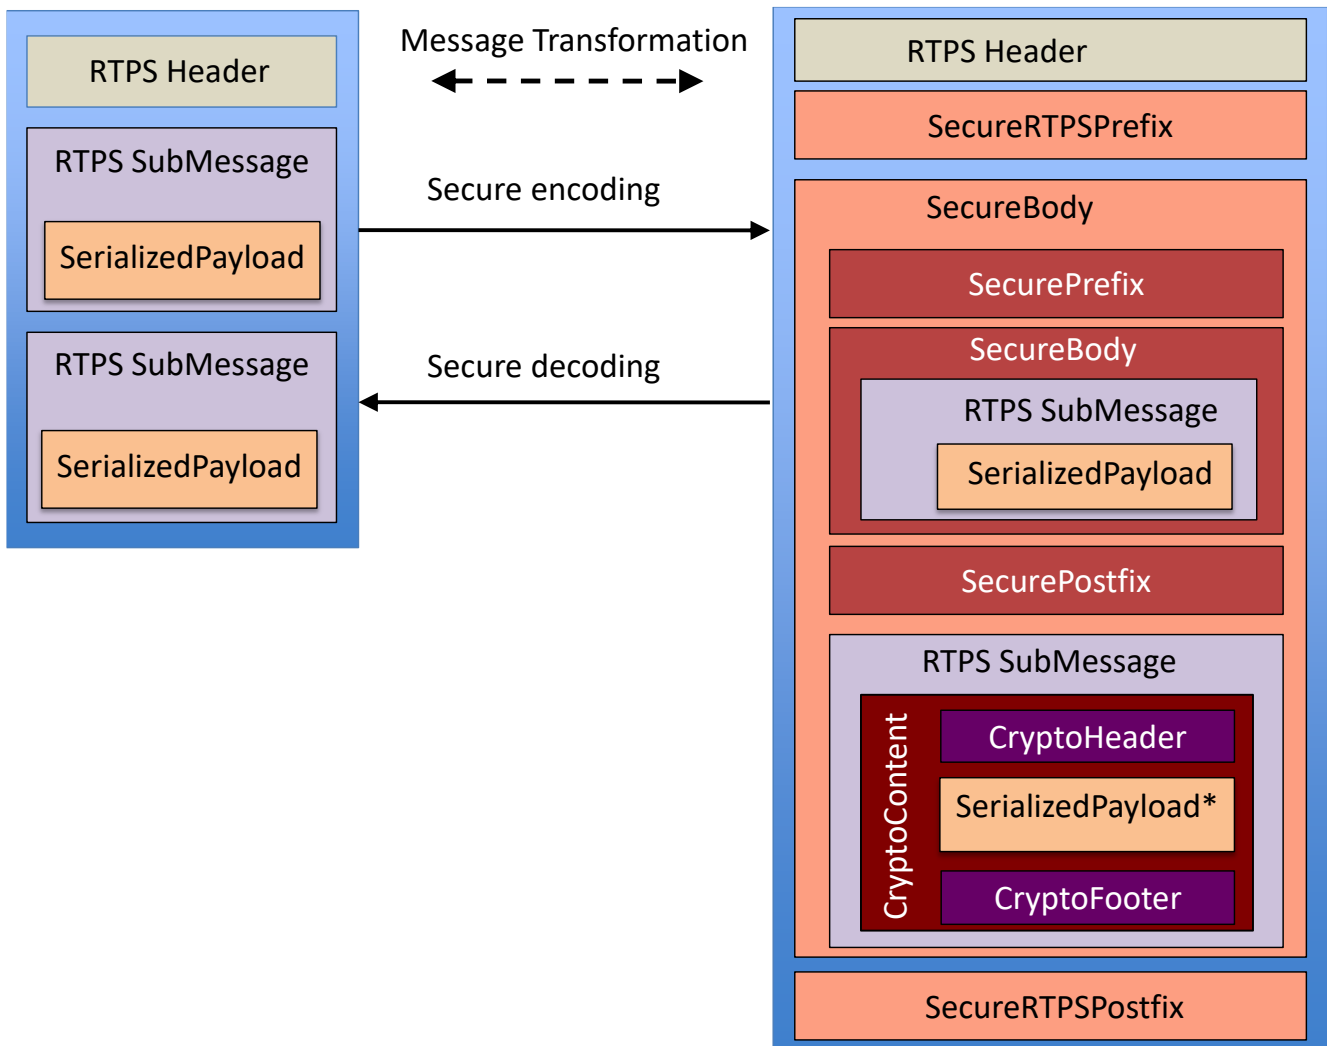 RTPS Header
RTPS SubMessage
SerializedPayload
RTPS SubMessage
SerializedPayload
Message Transformation
Secure encoding
Secure decoding
RTPS Header
SecureRTPSPrefix
SecureBody
SecurePrefix
SecureBody
RTPS SubMessage
SerializedPayload
SecurePostfix
RTPS SubMessage
CryptoContent
CryptoHeader
SerializedPayload*
CryptoFooter
SecureRTPSPostfix